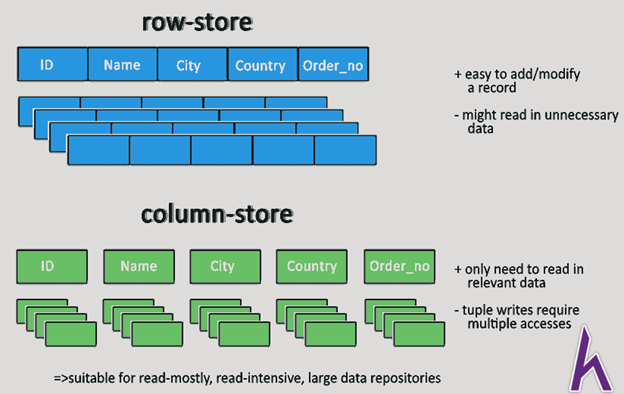 row-store
ID Name City Country Order_no
+ easy to add/modify
a record
- might read in unnecessary
data
column-store
ID Name City Country Order_no
+ only need to read in
relevant data
- tuple writes require
multiple accesses
=>suitable for read-mostly, read-intensive, large data repositories